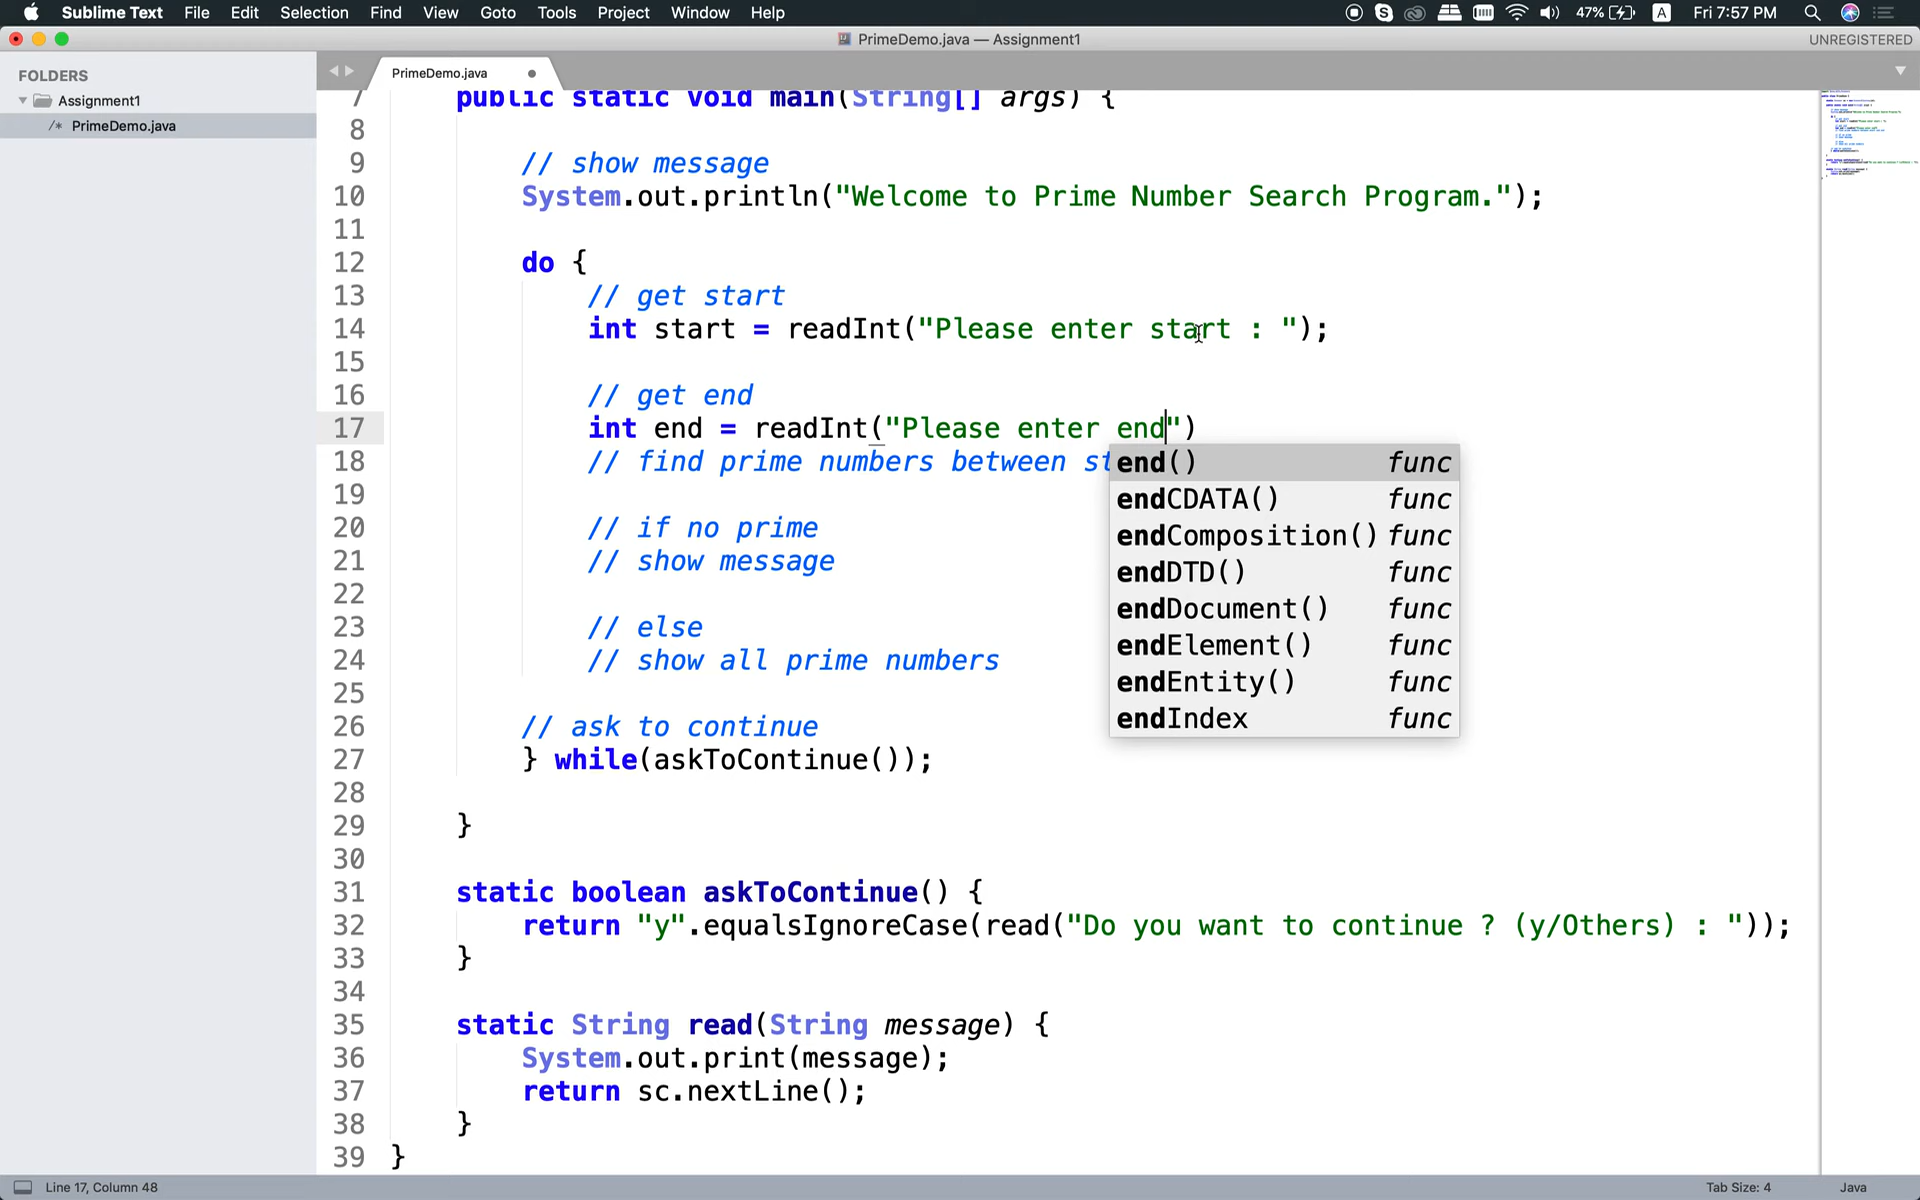 Sublime Text File Edit Selection Find View Goto Tools Project Window Help 47% A Fri 7:57 PM
PrimeDemo.java — Assignment1 UNREGISTERED
FOLDERS
Assignment1
/* PrimeDemo.java
PrimeDemo.java
7 public static void main(String[] args) {
8
9 // show message
10 System.out.println("Welcome to Prime Number Search Program.");
11
12 do {
13 // get start
14 int start = readInt("Please enter start : ");
15
16 // get end
17 int end = readInt("Please enter end")
18 // find prime numbers between st
19
20 // if no prime
21 // show message
22
23 // else
24 // show all prime numbers
25
26 // ask to continue
27 } while(askToContinue());
28
29 }
30
31 static boolean askToContinue() {
32 return "y".equalsIgnoreCase(read("Do you want to continue ? (y/Others) : "));
33 }
34
35 static String read(String message) {
36 System.out.print(message);
37 return sc.nextLine();
38 }
39 }
end() func
endCDATA() func
endComposition() func
endDTD() func
endDocument() func
endElement() func
endEntity() func
endIndex func
Line 17, Column 48 Tab Size: 4 Java